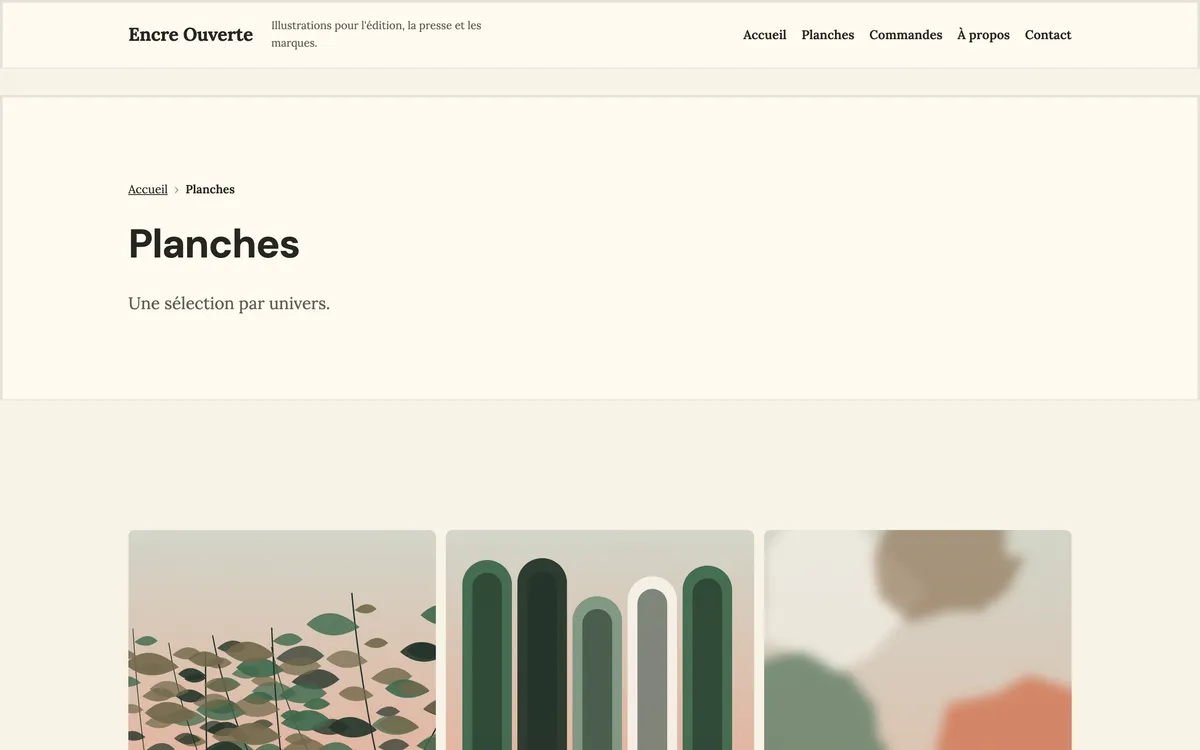 Encre Ouverte
Illustrations pour l'édition, la presse et les
marques.
Accueil Planches Commandes À propos Contact
Accueil › Planches
Planches
Une sélection par univers.